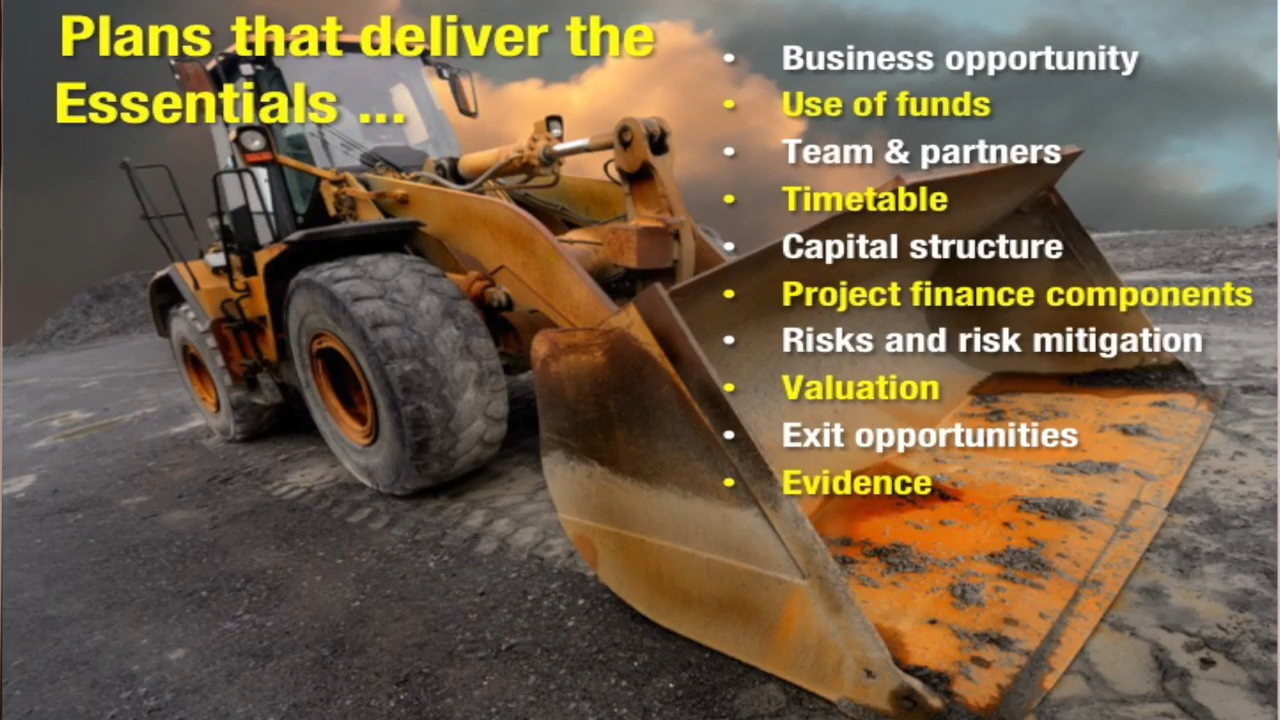 Plans that deliver the
Essentials ...
• Business opportunity
• Use of funds
• Team & partners
• Timetable
• Capital structure
• Project finance components
• Risks and risk mitigation
• Valuation
• Exit opportunities
• Evidence